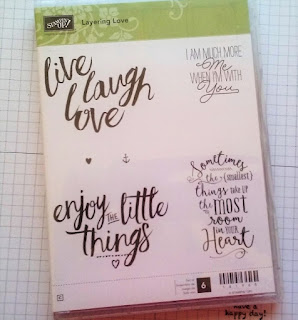 STAMPIN' UP!
Layering Love
live laugh
love
I AM MUCH MORE
Me
WHEN I'M WITH
You
enjoy THE little
things
Sometimes
the (smallest)
things TAKE UP
the most
room
in YOUR
Heart
6
have a
happy day!